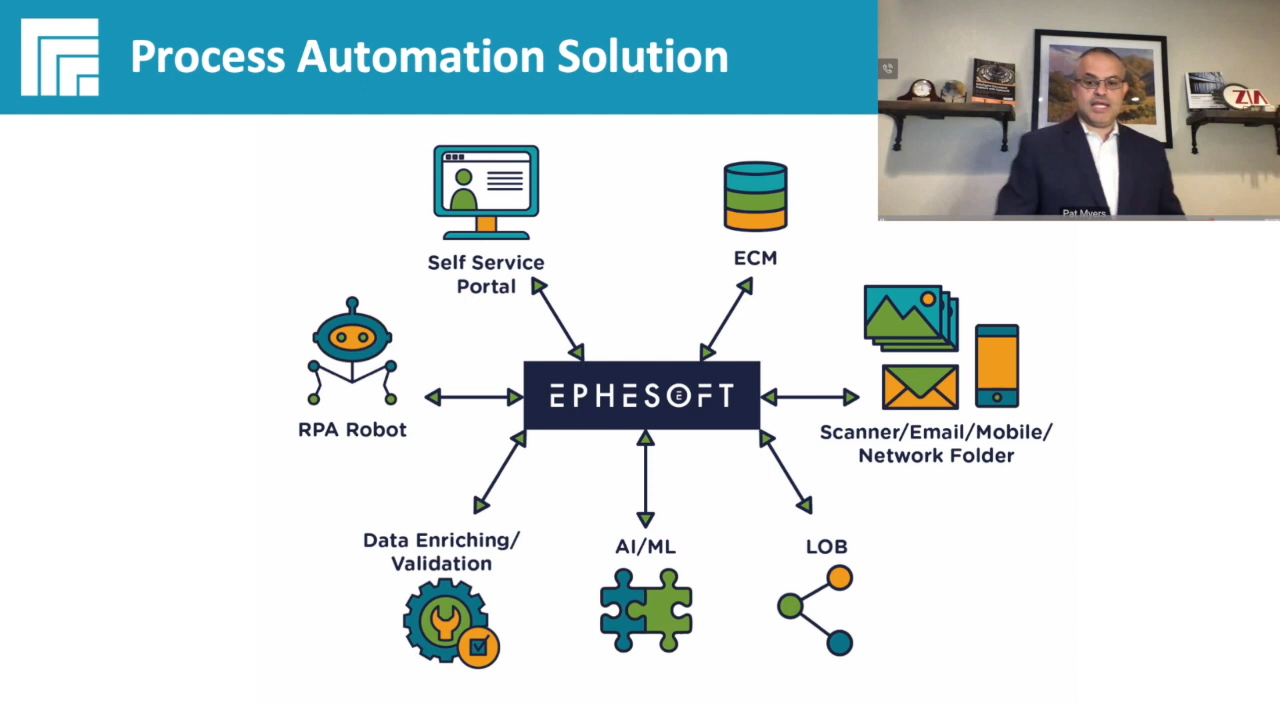 Process Automation Solution
ZIA
Pat Myers
Self Service
Portal
ECM
RPA Robot
EPHESOFT
Scanner/Email/Mobile/
Network Folder
Data Enriching/
Validation
AI/ML
LOB